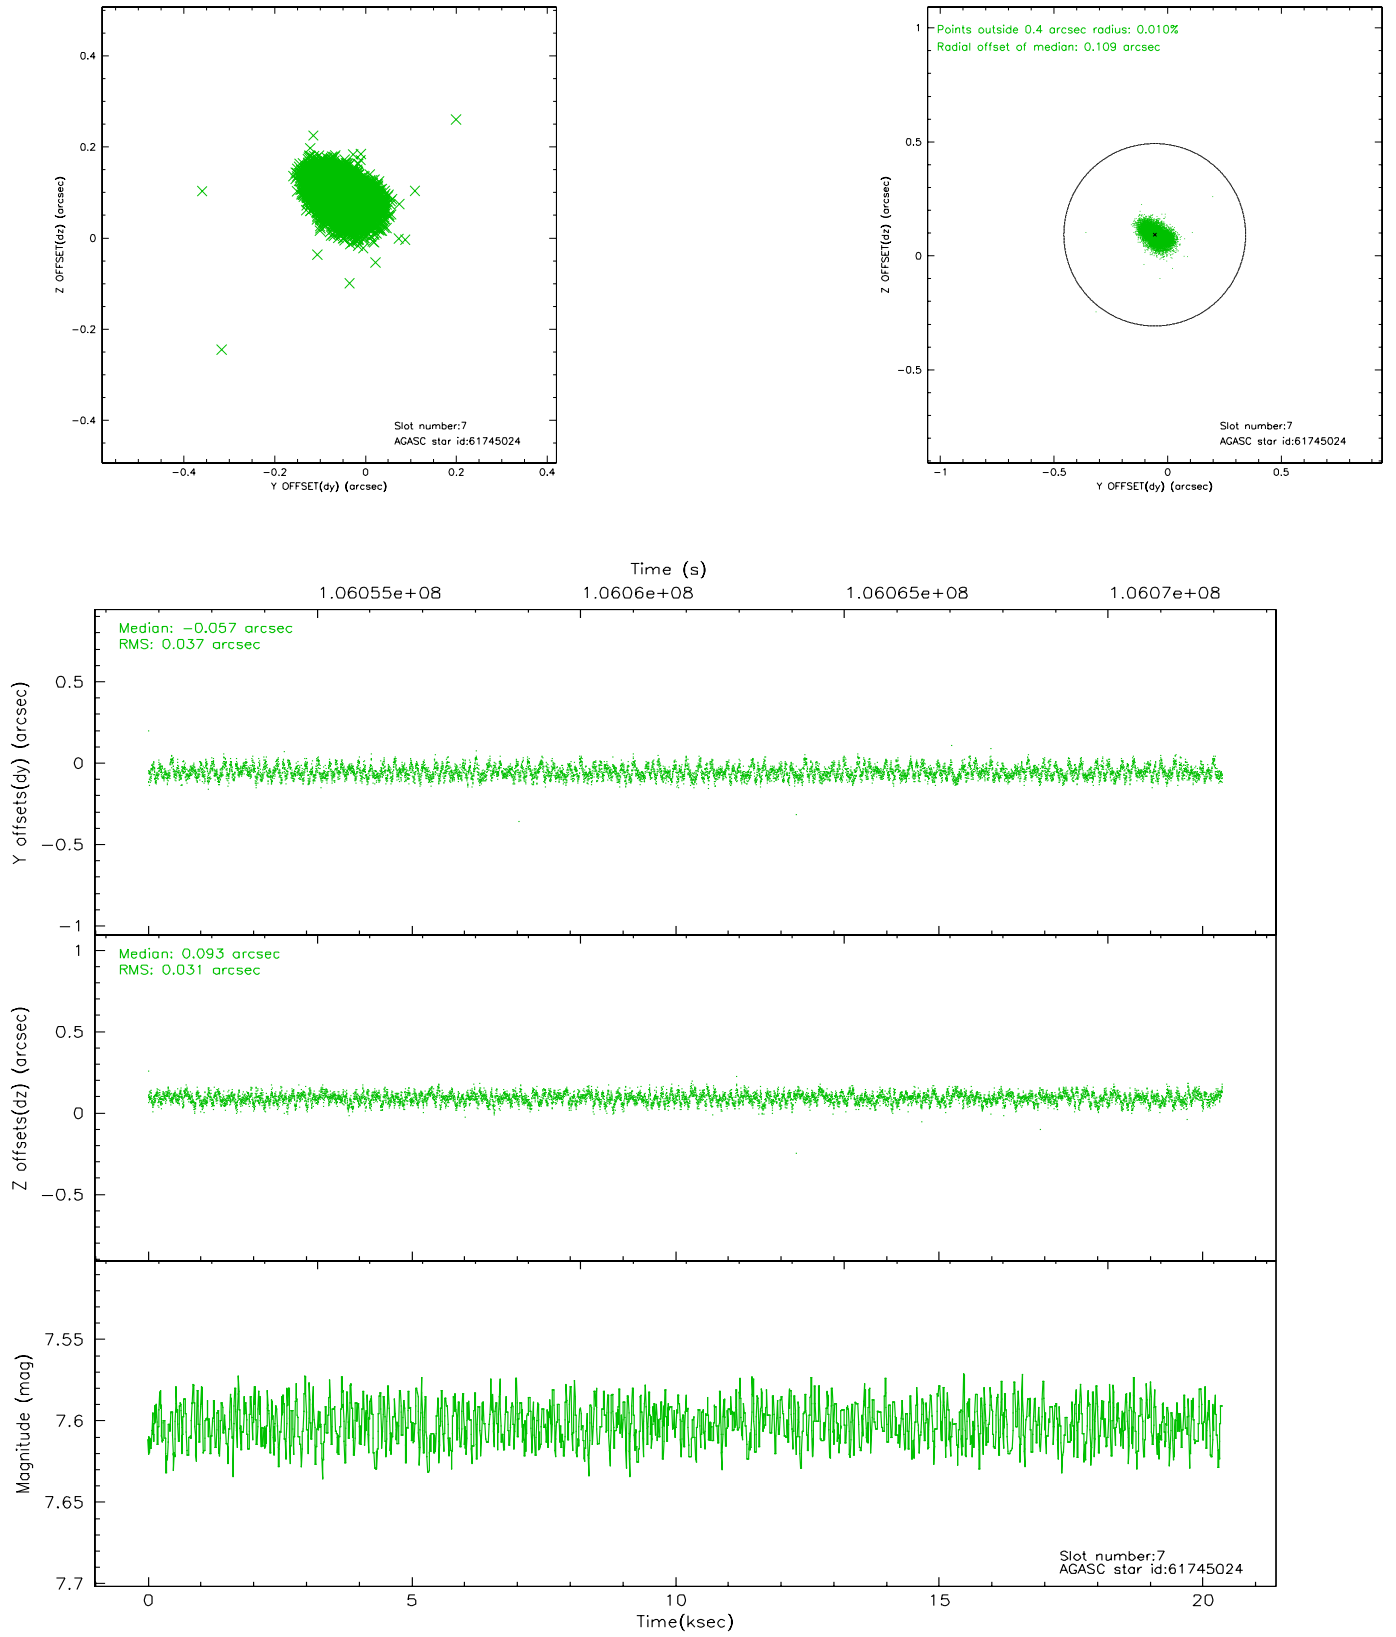 0.4
0.2
0
−0.2
−0.4
Z OFFSET(dz) (arcsec)
Slot number:7
AGASC star id:61745024
−0.4 −0.2 0 0.2 0.4
Y OFFSET(dy) (arcsec)
Points outside 0.4 arcsec radius: 0.010%
Radial offset of median: 0.109 arcsec
1
0.5
0
−0.5
Z OFFSET(dz) (arcsec)
Slot number:7
AGASC star id:61745024
−1 −0.5 0 0.5
Y OFFSET(dy) (arcsec)
Time (s)
1.06055e+08 1.0606e+08 1.06065e+08 1.0607e+08
Median: −0.057 arcsec
RMS: 0.037 arcsec
0.5
0
−0.5
−1
Y offsets(dy) (arcsec)
Median: 0.093 arcsec
RMS: 0.031 arcsec
1
0.5
0
−0.5
Z offsets(dz) (arcsec)
7.55
7.6
7.65
7.7
Magnitude (mag)
Slot number:7
AGASC star id:61745024
0 5 10 15 20
Time(ksec)